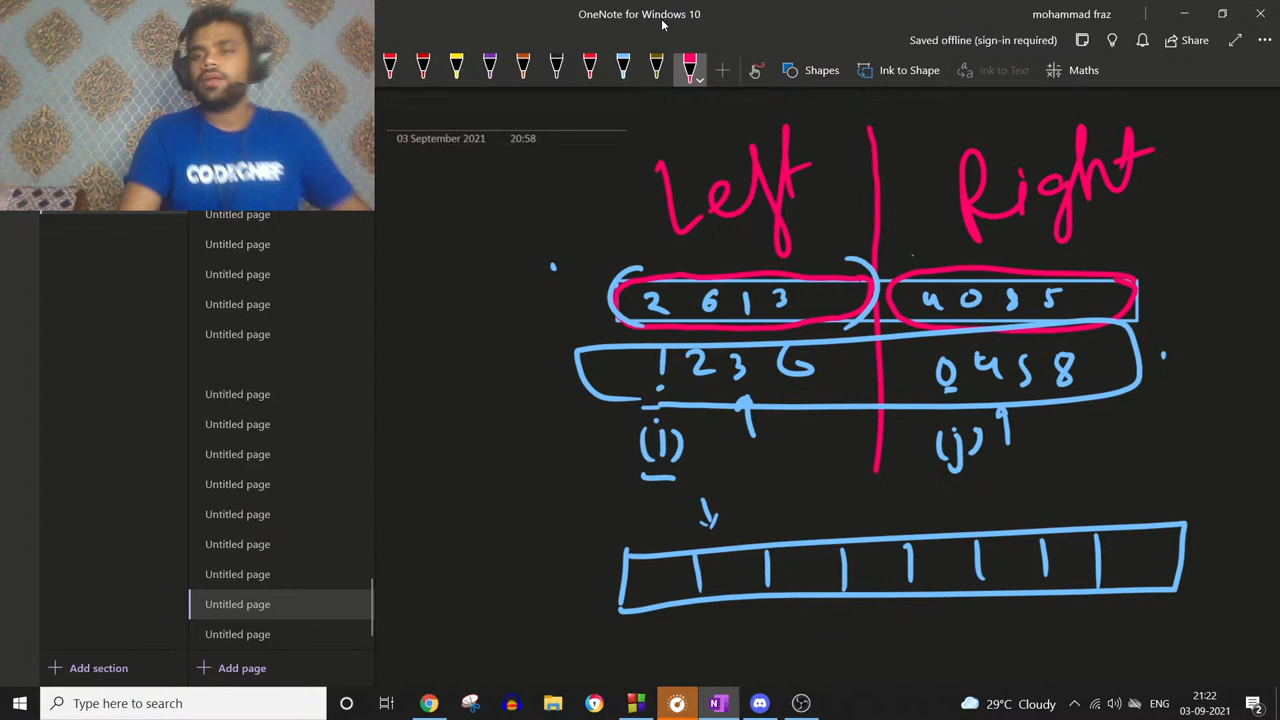 OneNote for Windows 10
mohammad fraz
Saved offline (sign-in required)
Share
Shapes
Ink to Shape
Ink to Text
Maths
03 September 2021 20:58
CODECHEF
Untitled page
Untitled page
Untitled page
Untitled page
Untitled page
Untitled page
Untitled page
Untitled page
Untitled page
Untitled page
Untitled page
Untitled page
Untitled page
Untitled page
Left Right
2 6 1 3 4 0 8 5
1 2 3 6 0 4 5 8
(i) (j)
Add section
Add page
Type here to search
29°C Cloudy
ENG
21:22
03-09-2021
2